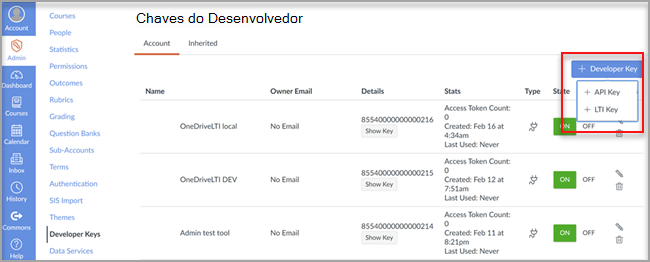 Account
Admin
Dashboard
Courses
Calendar
Inbox
History
Commons
Help
Courses
People
Statistics
Permissions
Outcomes
Rubrics
Grading
Question Banks
Sub-Accounts
Terms
Authentication
SIS Import
Themes
Developer Keys
Data Services
Chaves do Desenvolvedor
Account Inherited
+ Developer Key
+ API Key
+ LTI Key
Name Owner Email Details Stats Type State
OneDriveLTI local No Email 85540000000000216 Show Key
Access Token Count:
0
Created: Feb 16 at
4:34am
Last Used: Never
ON OFF
OneDriveLTI DEV No Email 85540000000000215 Show Key
Access Token Count:
0
Created: Feb 12 at
7:51am
Last Used: Never
ON OFF
Admin test tool No Email 85540000000000214 Show Key
Access Token Count:
0
Created: Feb 11 at
8:21pm
Last Used: Never
ON OFF